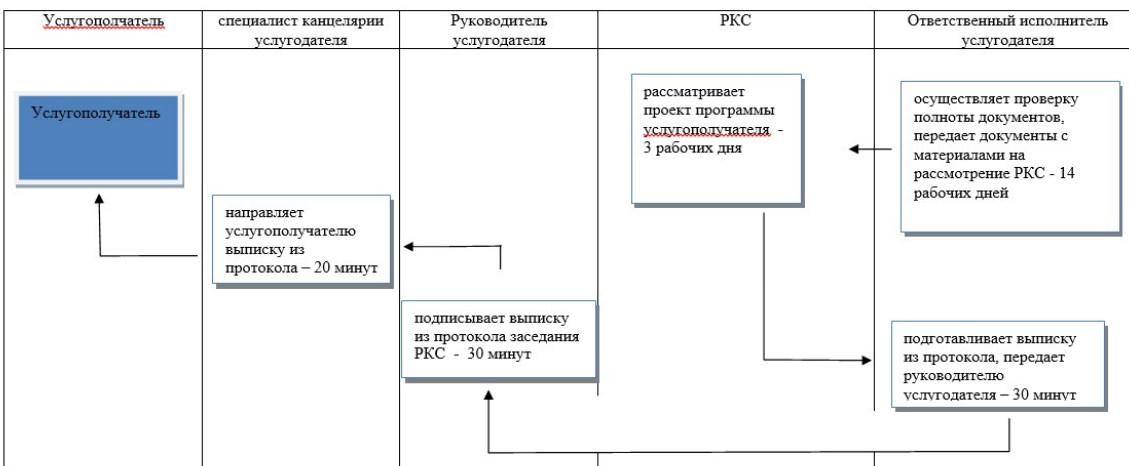 Услугополчатель
специалист канцелярии
услугодателя
Руководитель
услугодателя
РКС
Ответственный исполнитель
услугодателя
Услугополучатель
рассматривает
проект программы
услугополучателя -
3 рабочих дня
осуществляет проверку
полноты документов,
передает документы с
материалами на
рассмотрение РКС - 14
рабочих дней
направляет
услугополучателю
выписку из
протокола – 20 минут
подписывает выписку
из протокола заседания
РКС - 30 минут
подготавливает выписку
из протокола, передает
руководителю
услугодателя – 30 минут